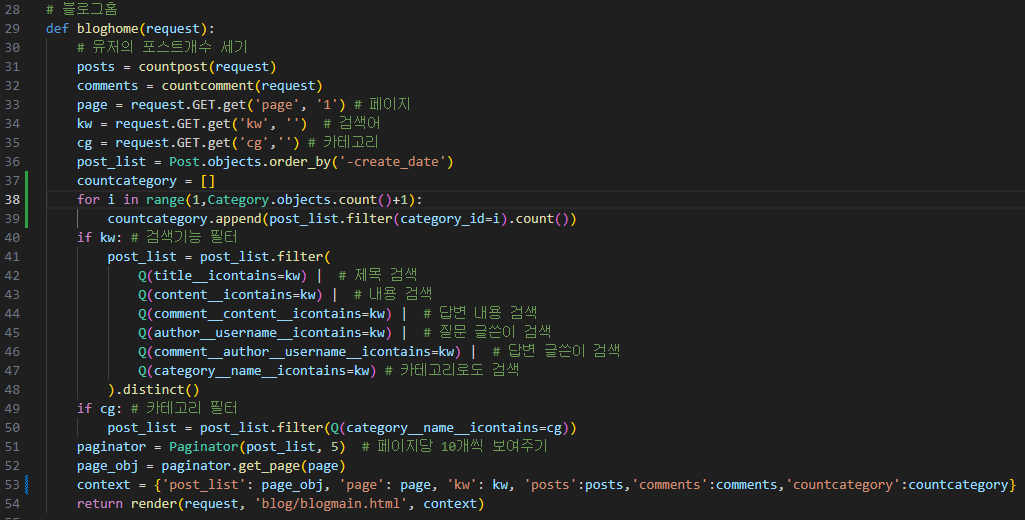 28 # 블로그홈
29 def bloghome(request):
30     # 유저의 포스트개수 세기
31     posts = countpost(request)
32     comments = countcomment(request)
33     page = request.GET.get('page', '1') # 페이지
34     kw = request.GET.get('kw', '')  # 검색어
35     cg = request.GET.get('cg','') # 카테고리
36     post_list = Post.objects.order_by('-create_date')
37     countcategory = []
38     for i in range(1,Category.objects.count()+1):
39         countcategory.append(post_list.filter(category_id=i).count())
40     if kw: # 검색기능 필터
41         post_list = post_list.filter(
42             Q(title__icontains=kw) |  # 제목 검색
43             Q(content__icontains=kw) |  # 내용 검색
44             Q(comment__content__icontains=kw) |  # 답변 내용 검색
45             Q(author__username__icontains=kw) |  # 질문 글쓴이 검색
46             Q(comment__author__username__icontains=kw) |  # 답변 글쓴이 검색
47             Q(category__name__icontains=kw) # 카테고리로도 검색
48         ).distinct()
49     if cg: # 카테고리 필터
50         post_list = post_list.filter(Q(category__name__icontains=cg))
51     paginator = Paginator(post_list, 5)  # 페이지당 10개씩 보여주기
52     page_obj = paginator.get_page(page)
53     context = {'post_list': page_obj, 'page': page, 'kw': kw, 'posts':posts,'comments':comments,'countcategory':countcategory}
54     return render(request, 'blog/blogmain.html', context)